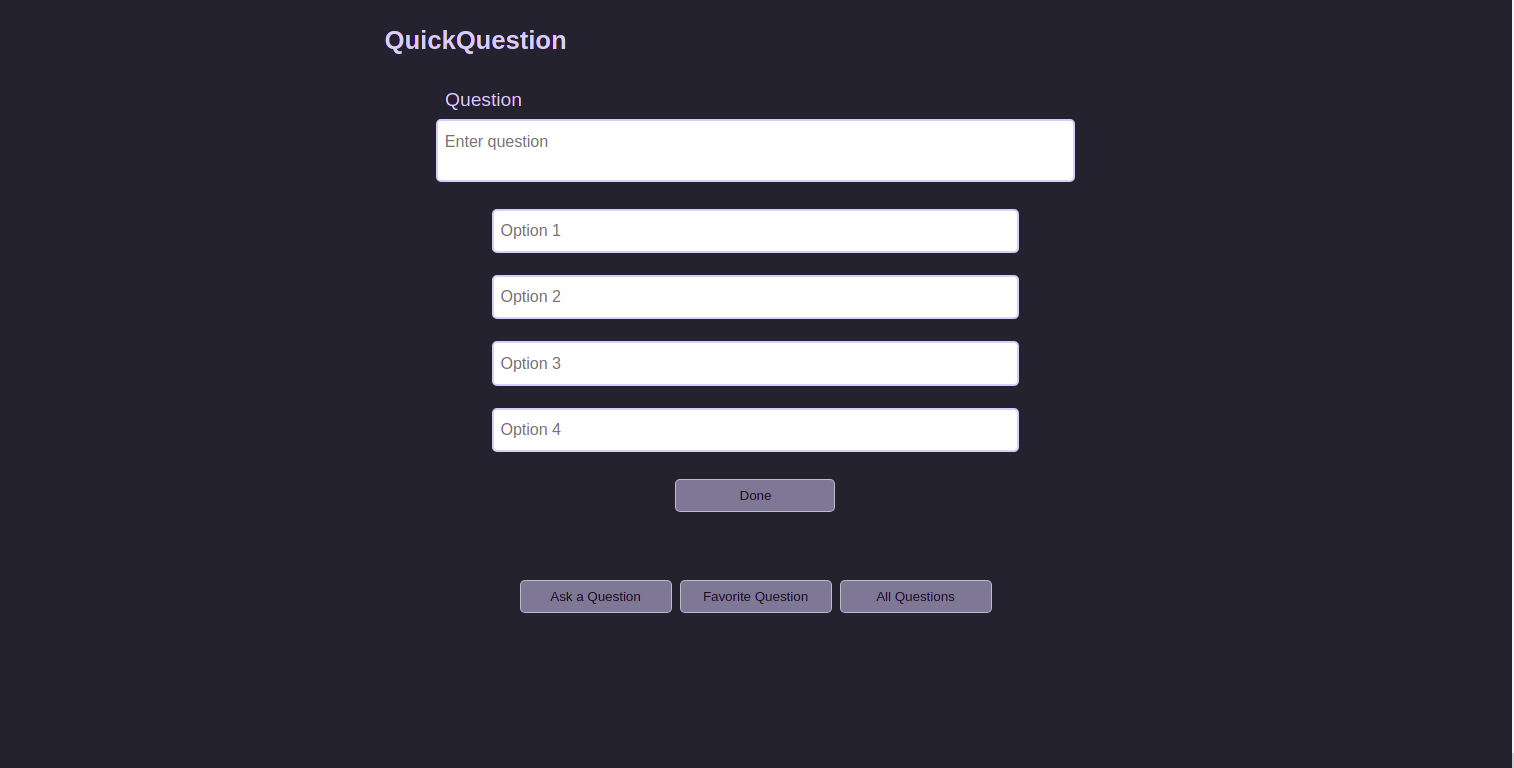 QuickQuestion
Question
Enter question
Option 1
Option 2
Option 3
Option 4
Done
Ask a Question
Favorite Question
All Questions